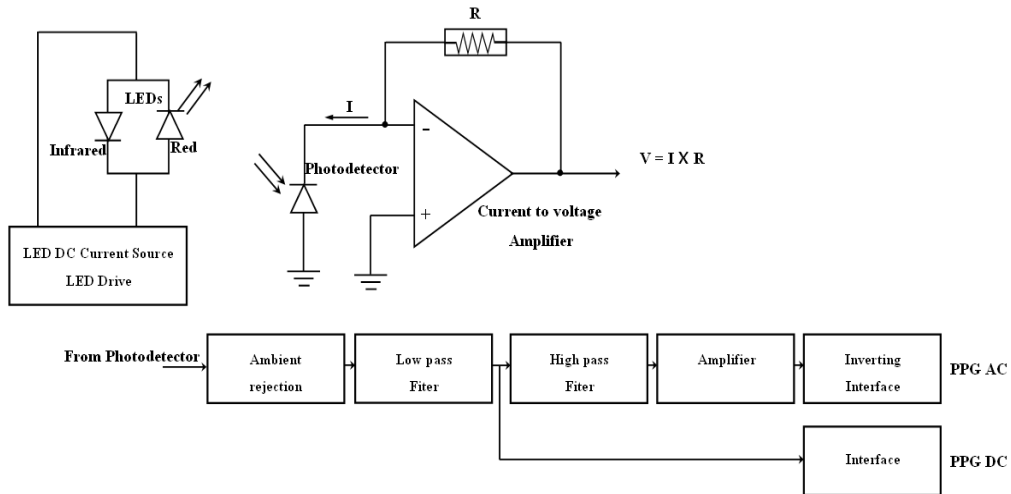 R
LEDs
Infrared
Red
I
Photodetector
-
+
V = I X R
Current to voltage
Amplifier
LED DC Current Source
LED Drive
From Photodetector
Ambient
rejection
Low pass
Fiter
High pass
Fiter
Amplifier
Inverting
Interface
PPG AC
Interface
PPG DC